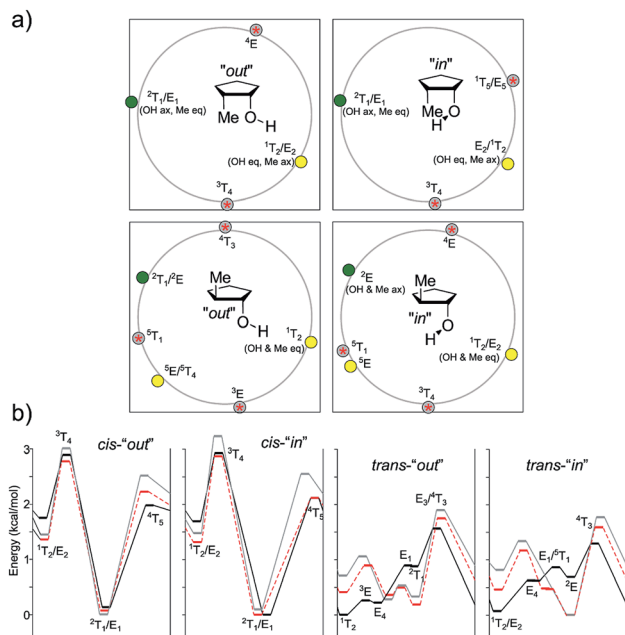 a)
⁴E
"out"
²T₁/E₁
(OH ax, Me eq)
Me
O
H
¹T₂/E₂
(OH eq, Me ax)
³T₄
"in"
¹T₅/E₅
²T₁/E₁
(OH ax, Me eq)
Me
O
H
E₂/¹T₂
(OH eq, Me ax)
³T₄
⁴T₃
²T₁/²E
Me
"out"
O
H
⁵T₁
¹T₂
(OH & Me eq)
⁵E/⁵T₄
³E
⁴E
²E
(OH & Me ax)
Me
"in"
O
H
⁵T₁
⁵E
¹T₂/E₂
(OH & Me eq)
³T₄
b)
Energy (kcal/mol)
3
2
1
0
cis-"out"
³T₄
¹T₂/E₂
²T₁/E₁
⁴T₅
cis-"in"
³T₄
¹T₂/E₂
²T₁/E₁
⁴T₅
trans-"out"
E₃/⁴T₃
E₁
²T₁
³E
E₄
¹T₂
trans-"in"
⁴T₃
E₁/⁵T₁
²E
E₄
¹T₂/E₂